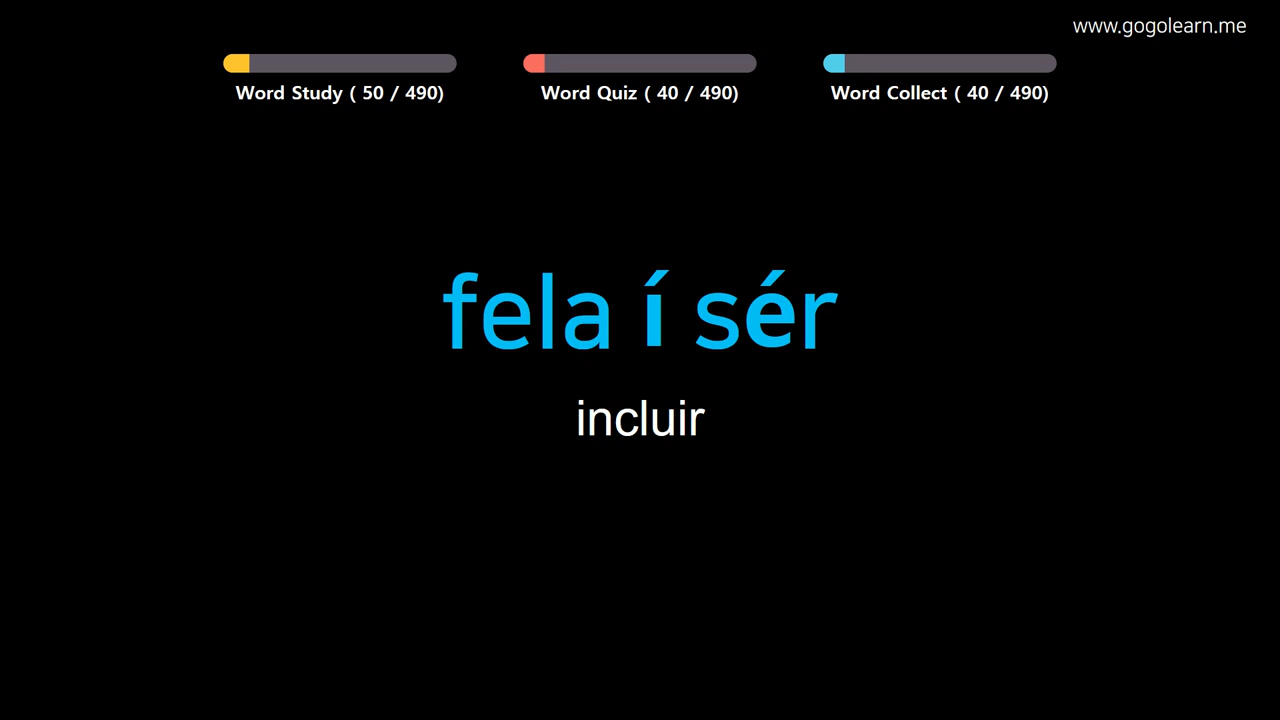 www.gogolearn.me
Word Study ( 50 / 490)
Word Quiz ( 40 / 490)
Word Collect ( 40 / 490)
fela í sér
incluir